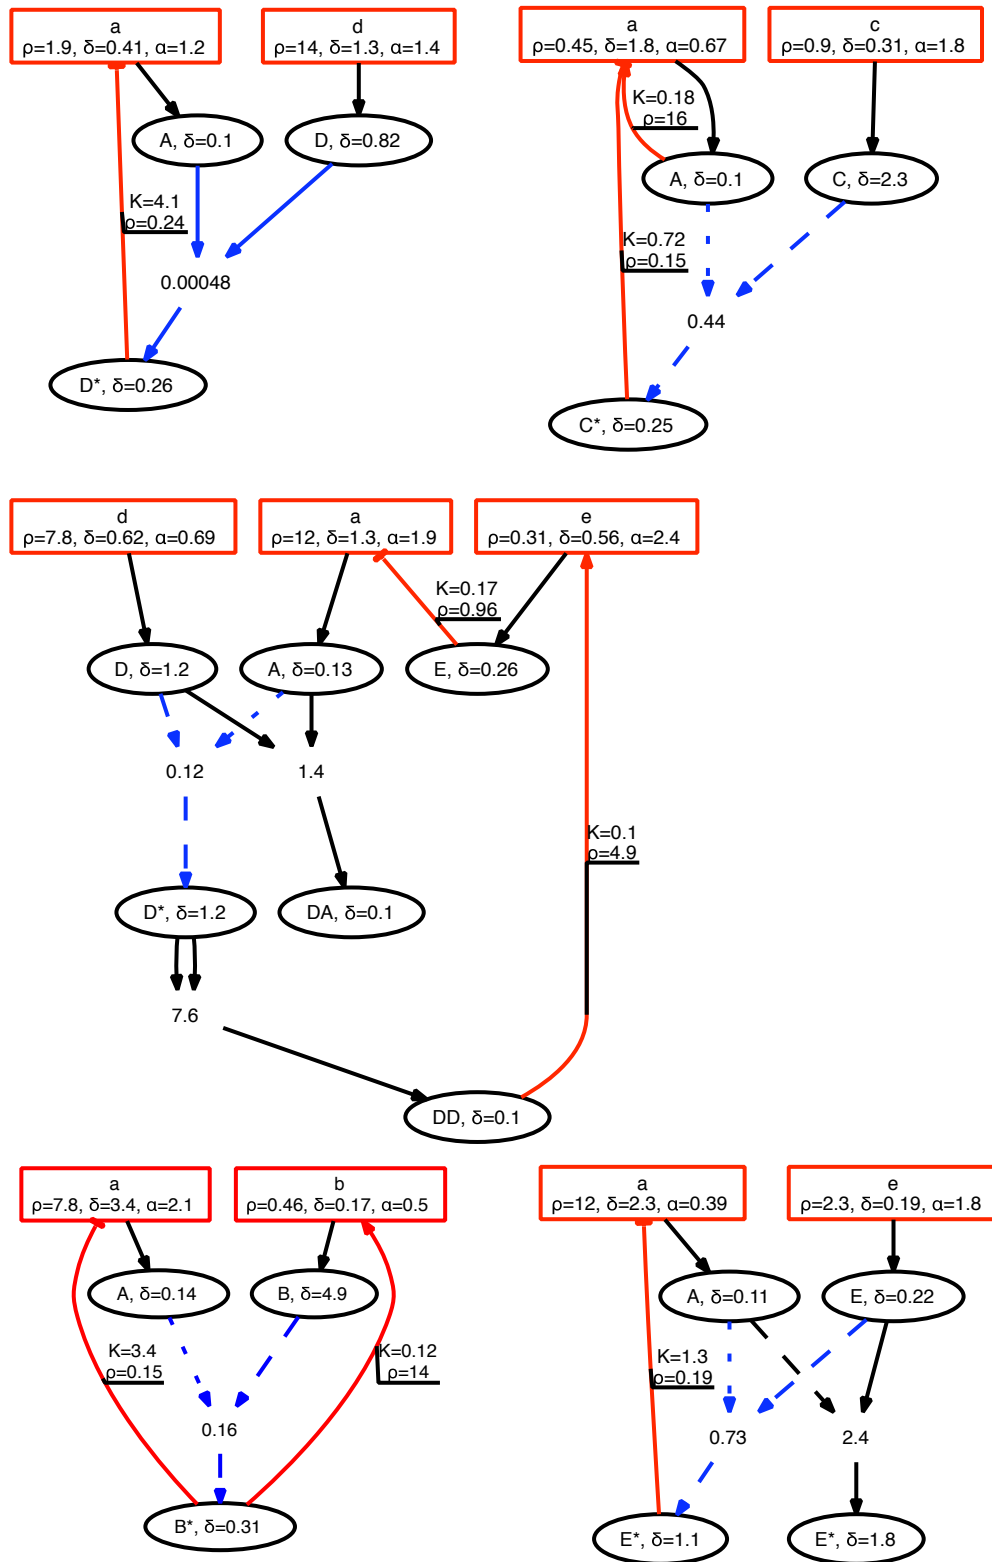 a
ρ=1.9, δ=0.41, α=1.2
d
ρ=14, δ=1.3, α=1.4
A, δ=0.1
D, δ=0.82
K=4.1
ρ=0.24
0.00048
D*, δ=0.26
a
ρ=0.45, δ=1.8, α=0.67
c
ρ=0.9, δ=0.31, α=1.8
K=0.18
ρ=16
A, δ=0.1
C, δ=2.3
K=0.72
ρ=0.15
0.44
C*, δ=0.25
d
ρ=7.8, δ=0.62, α=0.69
a
ρ=12, δ=1.3, α=1.9
e
ρ=0.31, δ=0.56, α=2.4
K=0.17
ρ=0.96
D, δ=1.2
A, δ=0.13
E, δ=0.26
0.12
1.4
K=0.1
ρ=4.9
D*, δ=1.2
DA, δ=0.1
7.6
DD, δ=0.1
a
ρ=7.8, δ=3.4, α=2.1
b
ρ=0.46, δ=0.17, α=0.5
A, δ=0.14
B, δ=4.9
K=3.4
ρ=0.15
K=0.12
ρ=14
0.16
B*, δ=0.31
a
ρ=12, δ=2.3, α=0.39
e
ρ=2.3, δ=0.19, α=1.8
A, δ=0.11
E, δ=0.22
K=1.3
ρ=0.19
0.73
2.4
E*, δ=1.1
E*, δ=1.8